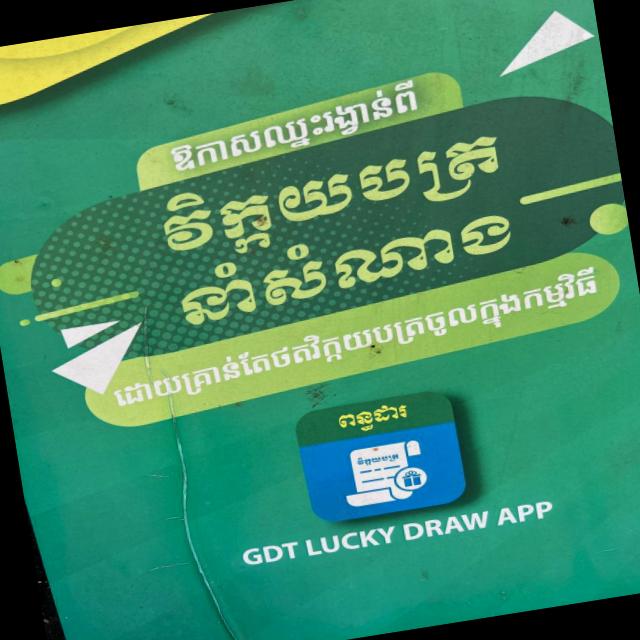 ឱកាសឈ្នះរង្វាន់ពី
វិក្កយបត្រ
នាំសំណាង
ដោយគ្រាន់តែថតវិក្កយបត្រចូលក្នុងកម្មវិធី
ពន្ធដារ
វិក្កយបត្រ
GDT LUCKY DRAW APP